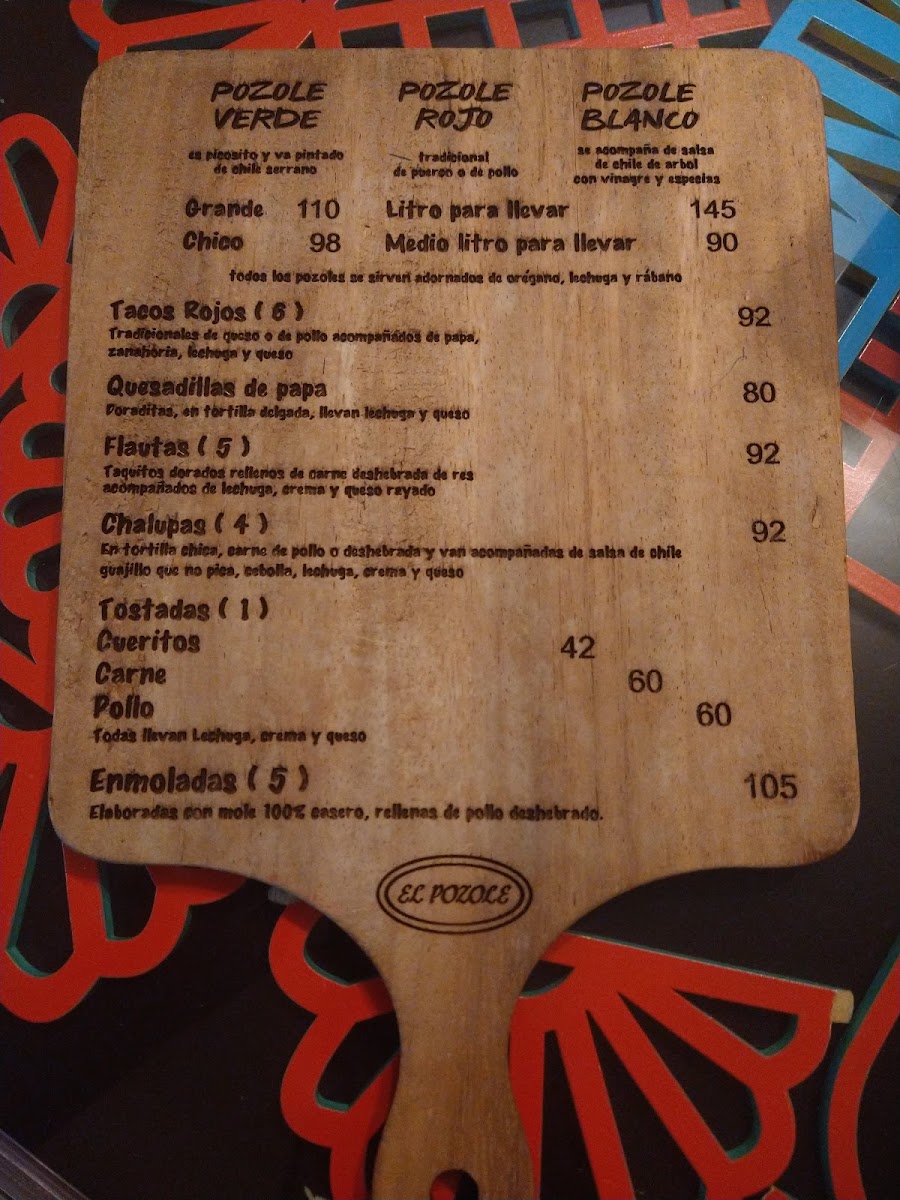 POZOLE VERDE
es picosito y va pintado
de chile serrano
POZOLE ROJO
tradicional
de puerco o de pollo
POZOLE BLANCO
se acompaña de salsa
de chile de arbol
con vinagre y especias
Grande 110 Litro para llevar 145
Chico 98 Medio litro para llevar 90
todos los pozoles se sirven adornados de orégano, lechuga y rábano
Tacos Rojos ( 6 ) 92
Tradicionales de queso o de pollo acompañados de papa,
zanahoria, lechuga y queso
Quesadillas de papa 80
Doraditas, en tortilla delgada, llevan lechuga y queso
Flautas ( 5 ) 92
Taquitos dorados rellenos de carne deshebrada de res
acompañados de lechuga, crema y queso rayado
Chalupas ( 4 ) 92
En tortilla chica, carne de pollo o deshebrada y van acompañadas de salsa de chile
guajillo que no pica, cebolla, lechuga, crema y queso
Tostadas ( 1 )
Cueritos 42
Carne 60
Pollo 60
Todas llevan Lechuga, crema y queso
Enmoladas ( 5 ) 105
Elaboradas con mole 100% casero, rellenas de pollo deshebrado.
EL POZOLE